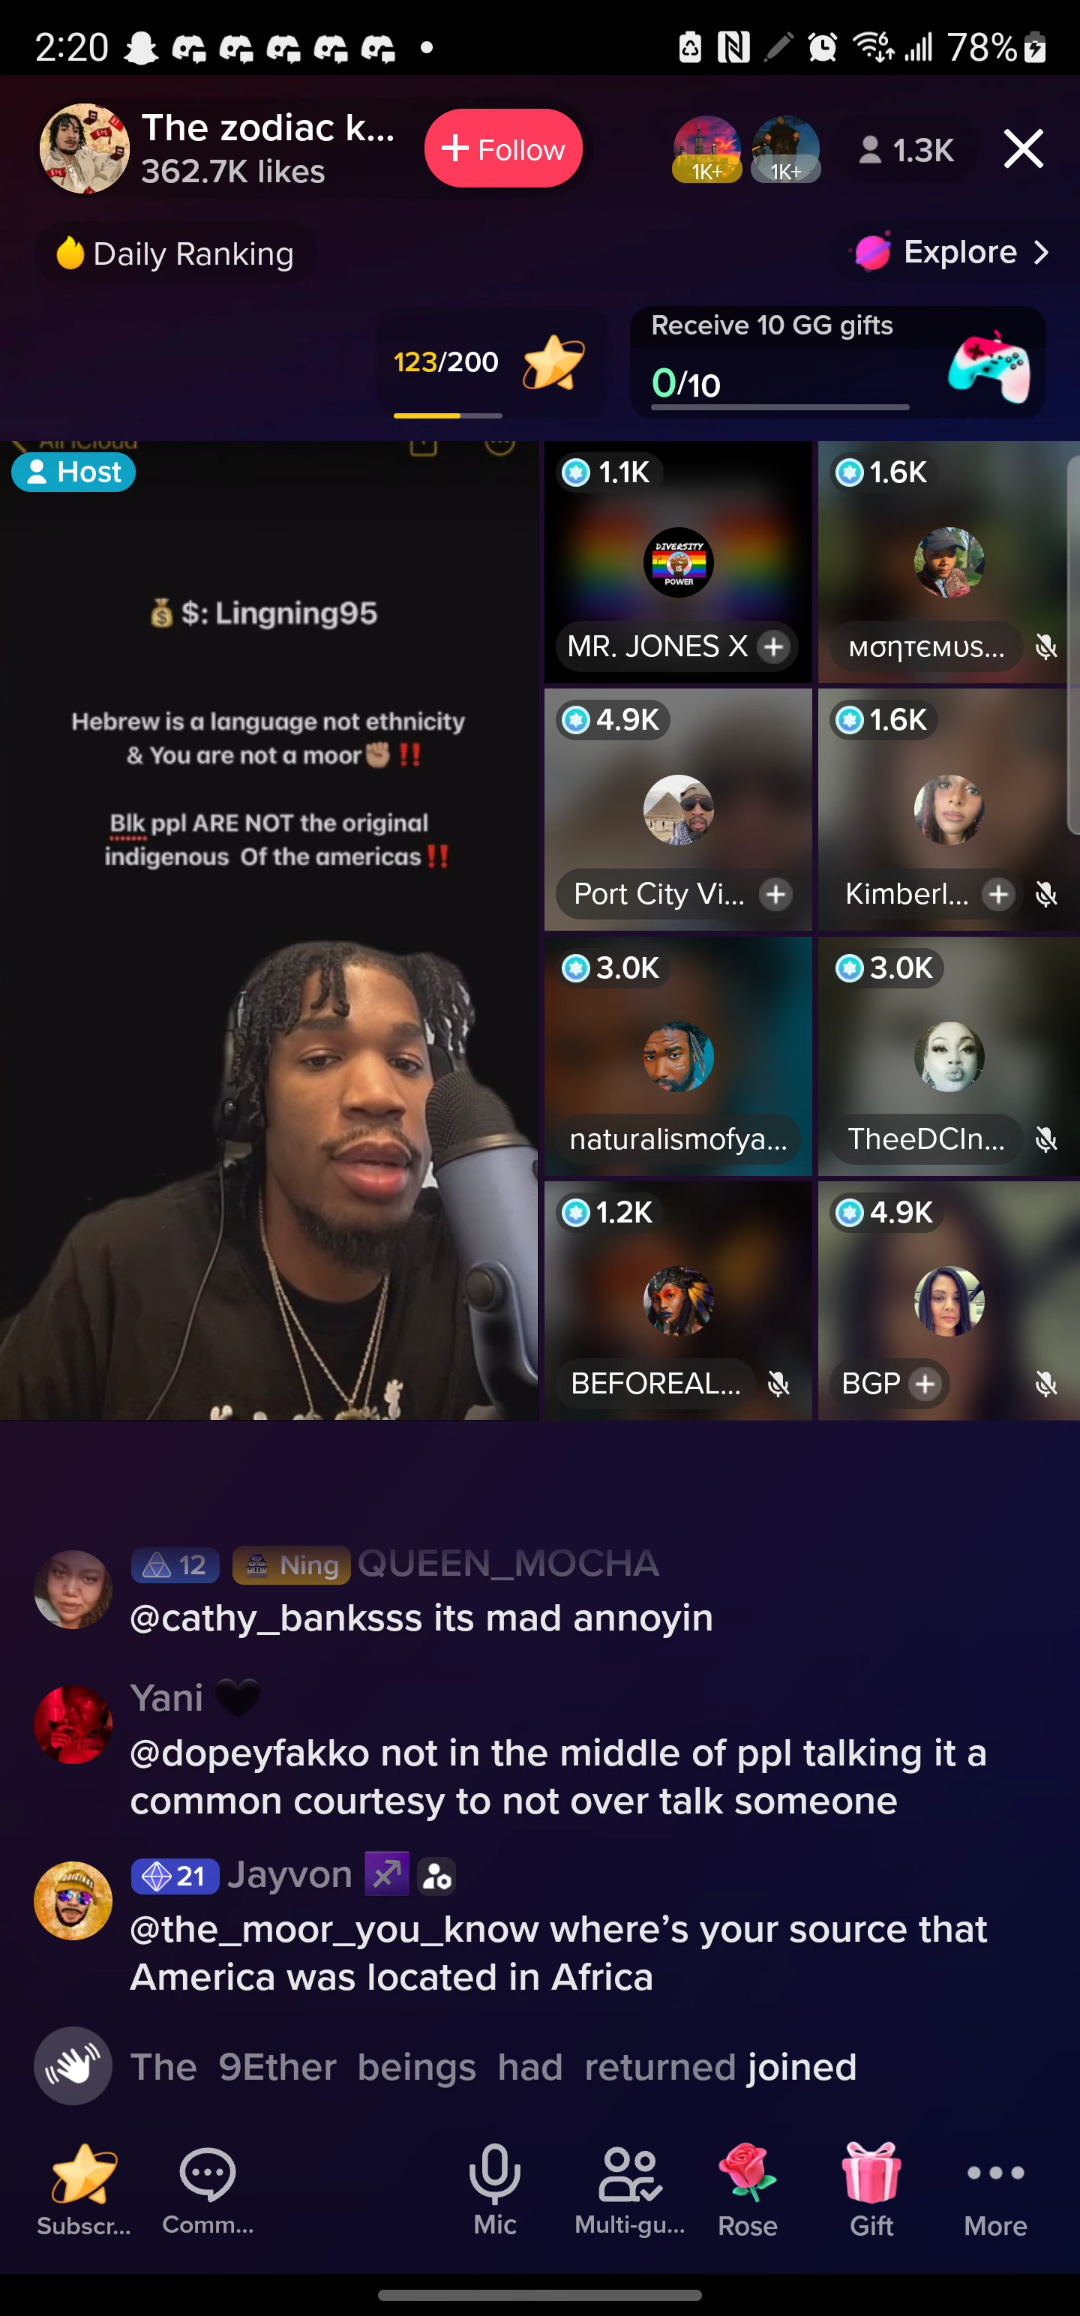 2:20
78%
The zodiac k...
362.7K likes
+ Follow
1K+
1K+
1.3K
Daily Ranking
Explore >
123/200
Receive 10 GG gifts
0/10
All iCloud
Host
💰 $: Lingning95
Hebrew is a language not ethnicity
& You are not a moor✊🏽‼️
Blk ppl ARE NOT the original
indigenous Of the americas‼️
1.1K
DIVERSITY
IS
POWER
MR. JONES X
1.6K
мσηтємυѕ...
4.9K
Port City Vi...
1.6K
Kimberl...
3.0K
naturalismofya...
3.0K
TheeDCIn...
1.2K
BEFOREAL...
4.9K
BGP
12 Ning QUEEN_MOCHA
@cathy_banksss its mad annoyin
Yani 🖤
@dopeyfakko not in the middle of ppl talking it a
common courtesy to not over talk someone
21 Jayvon ♐
@the_moor_you_know where's your source that
America was located in Africa
The 9Ether beings had returned joined
Subscr...
Comm...
Mic
Multi-gu...
Rose
Gift
More